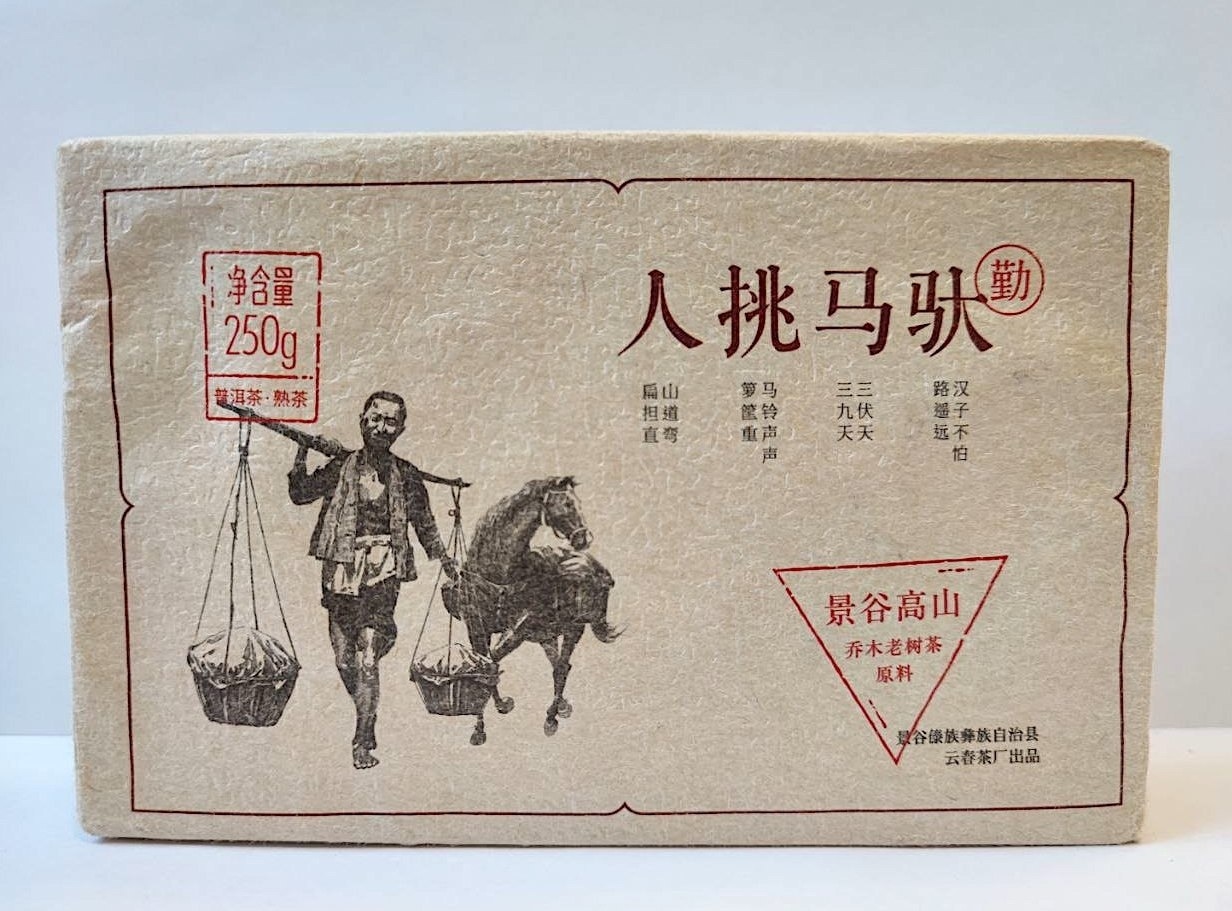 净含量
250g
普洱茶·熟茶
人挑马驮
勤
汉子不怕
路遥远
三伏天
三九天
马铃声声
箩筐重
山道弯
扁担直
景谷高山
乔木老树茶
原料
景谷傣族彝族自治县
云春茶厂出品